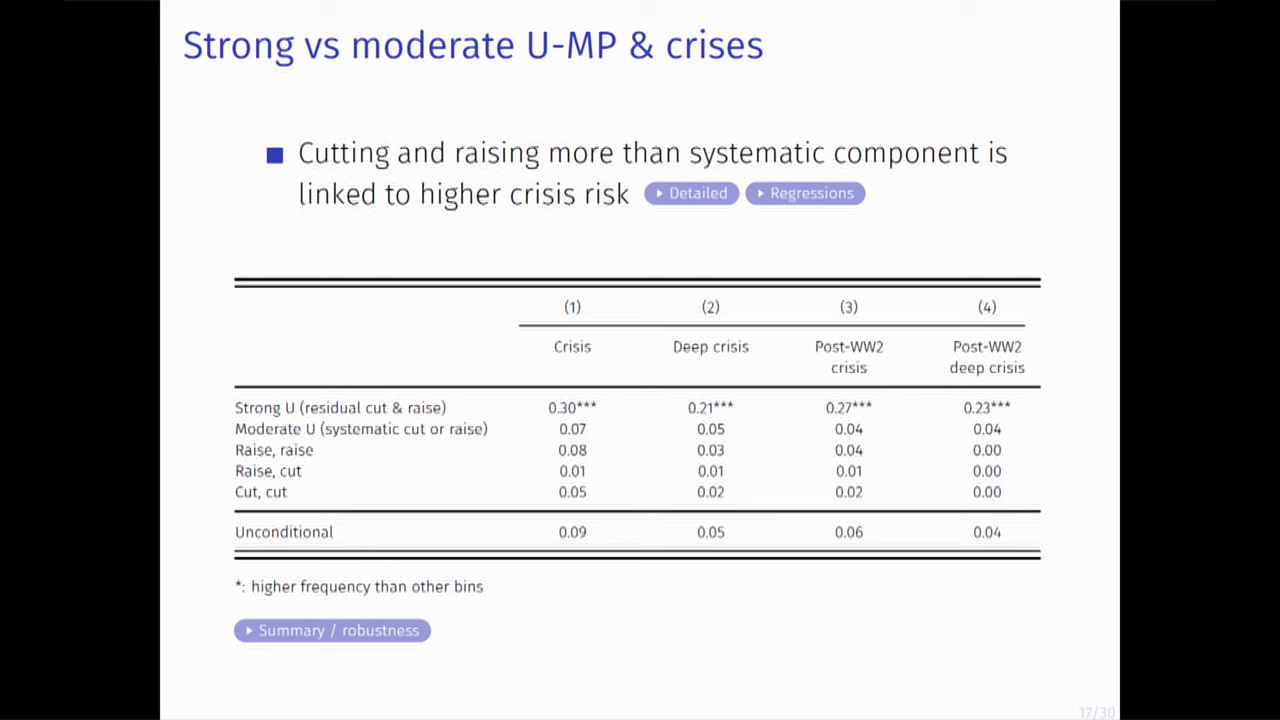 Strong vs moderate U-MP & crises
Cutting and raising more than systematic component is
linked to higher crisis risk Detailed Regressions
(1) (2) (3) (4)
Crisis Deep crisis Post-WW2 Post-WW2
crisis deep crisis
Strong U (residual cut & raise) 0.30*** 0.21*** 0.27*** 0.23***
Moderate U (systematic cut or raise) 0.07 0.05 0.04 0.04
Raise, raise 0.08 0.03 0.04 0.00
Raise, cut 0.01 0.01 0.01 0.00
Cut, cut 0.05 0.02 0.02 0.00
Unconditional 0.09 0.05 0.06 0.04
*: higher frequency than other bins
Summary / robustness
17/30